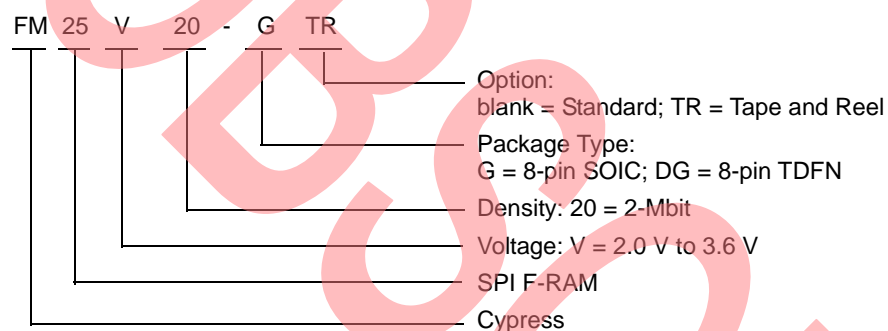 FM 25 V 20 - G TR
Option:
blank = Standard; TR = Tape and Reel
Package Type:
G = 8-pin SOIC; DG = 8-pin TDFN
Density: 20 = 2-Mbit
Voltage: V = 2.0 V to 3.6 V
SPI F-RAM
Cypress